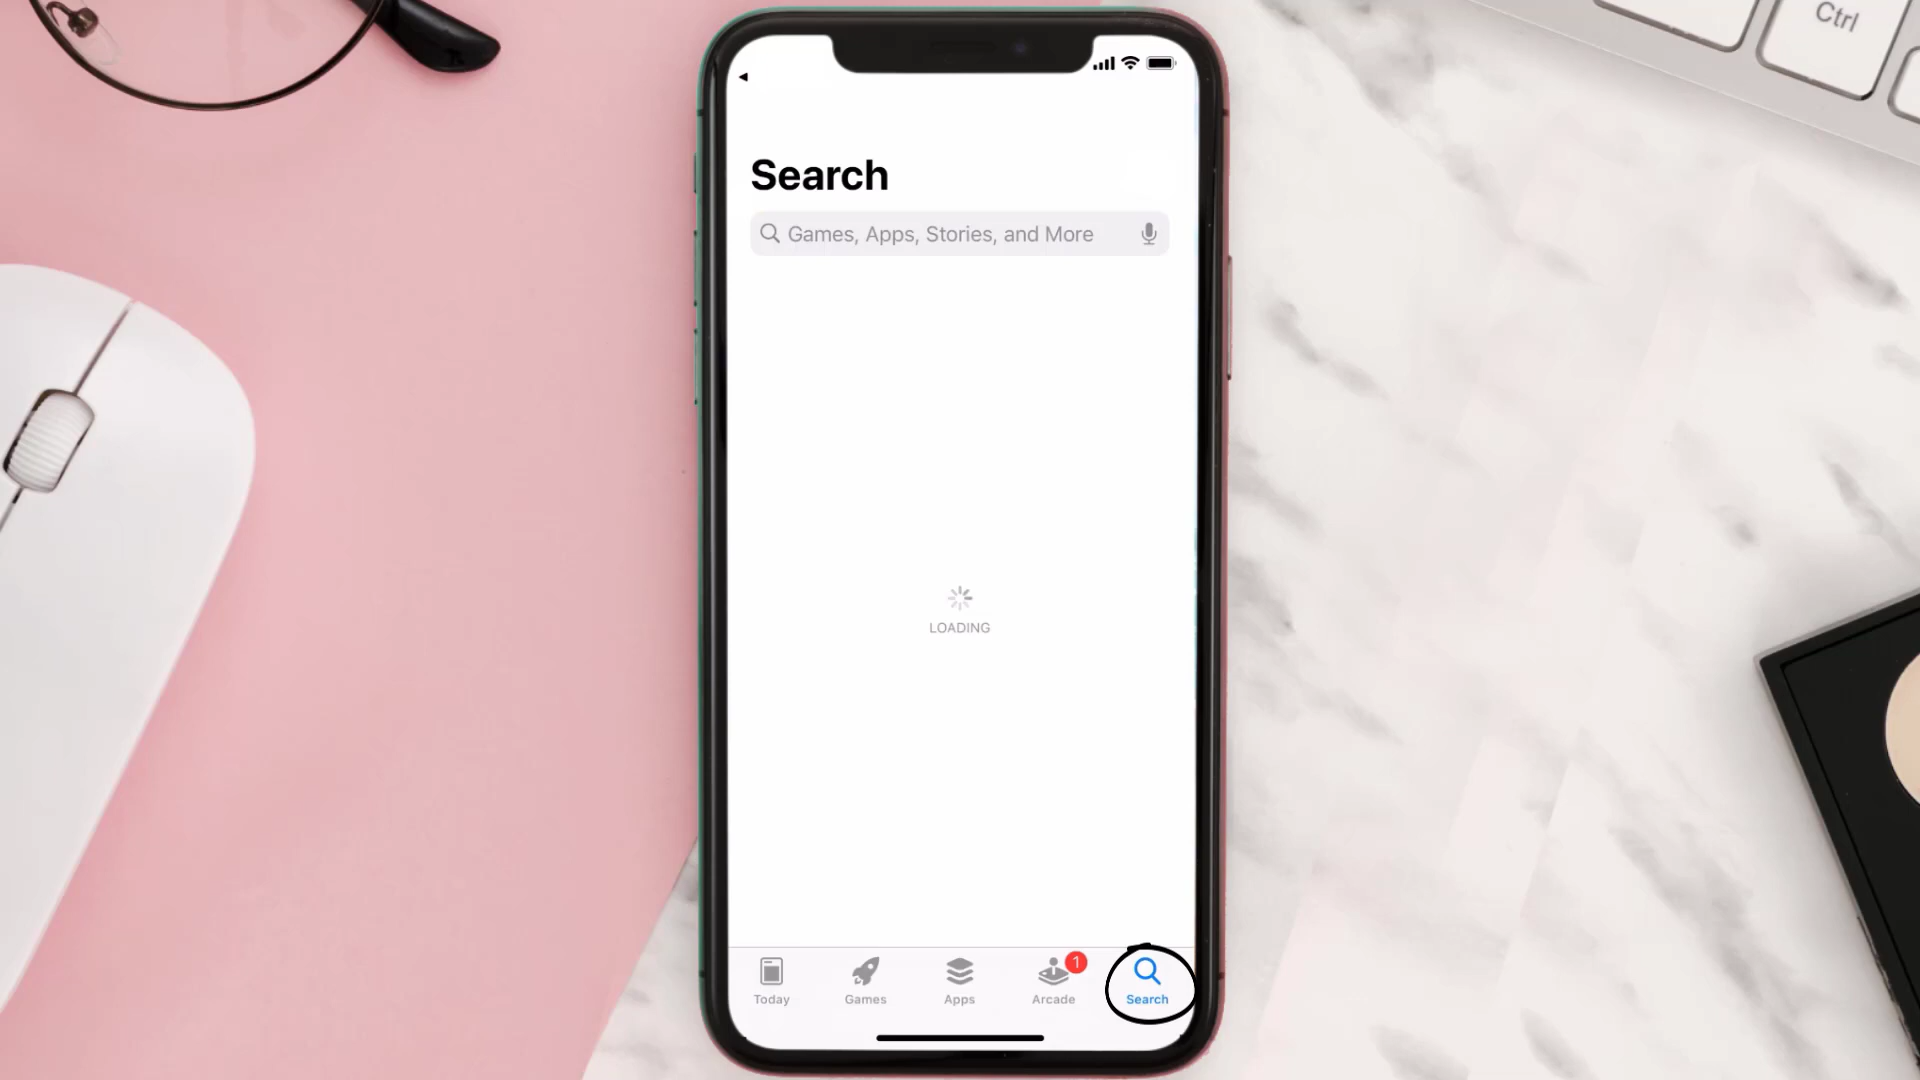 Ctrl
Search
Games, Apps, Stories, and More
LOADING
1
Today
Games
Apps
Arcade
Search